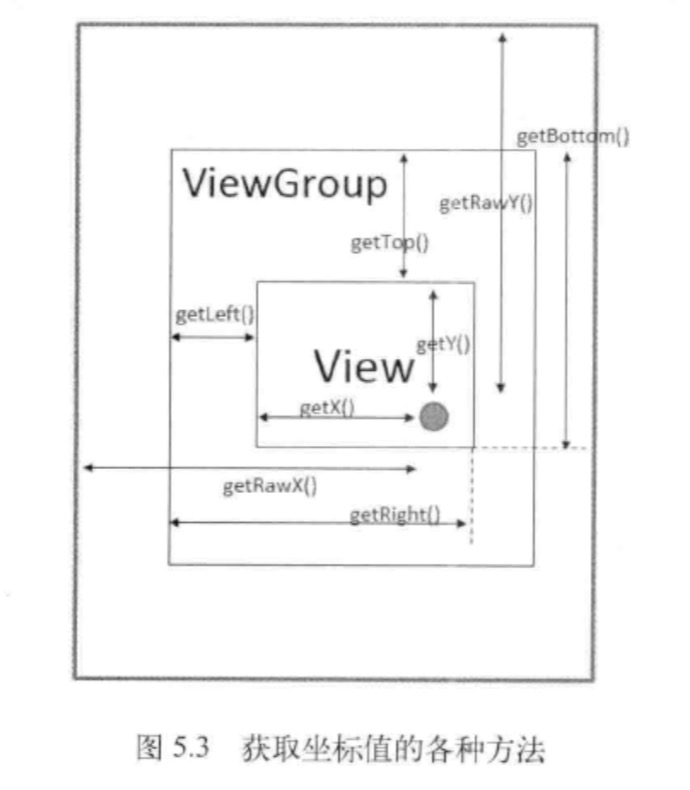 getBottom()
ViewGroup
getRawY()
getTop()
getLeft()
getY()
View
getX()
getRawX()
getRight()
图 5.3 获取坐标值的各种方法